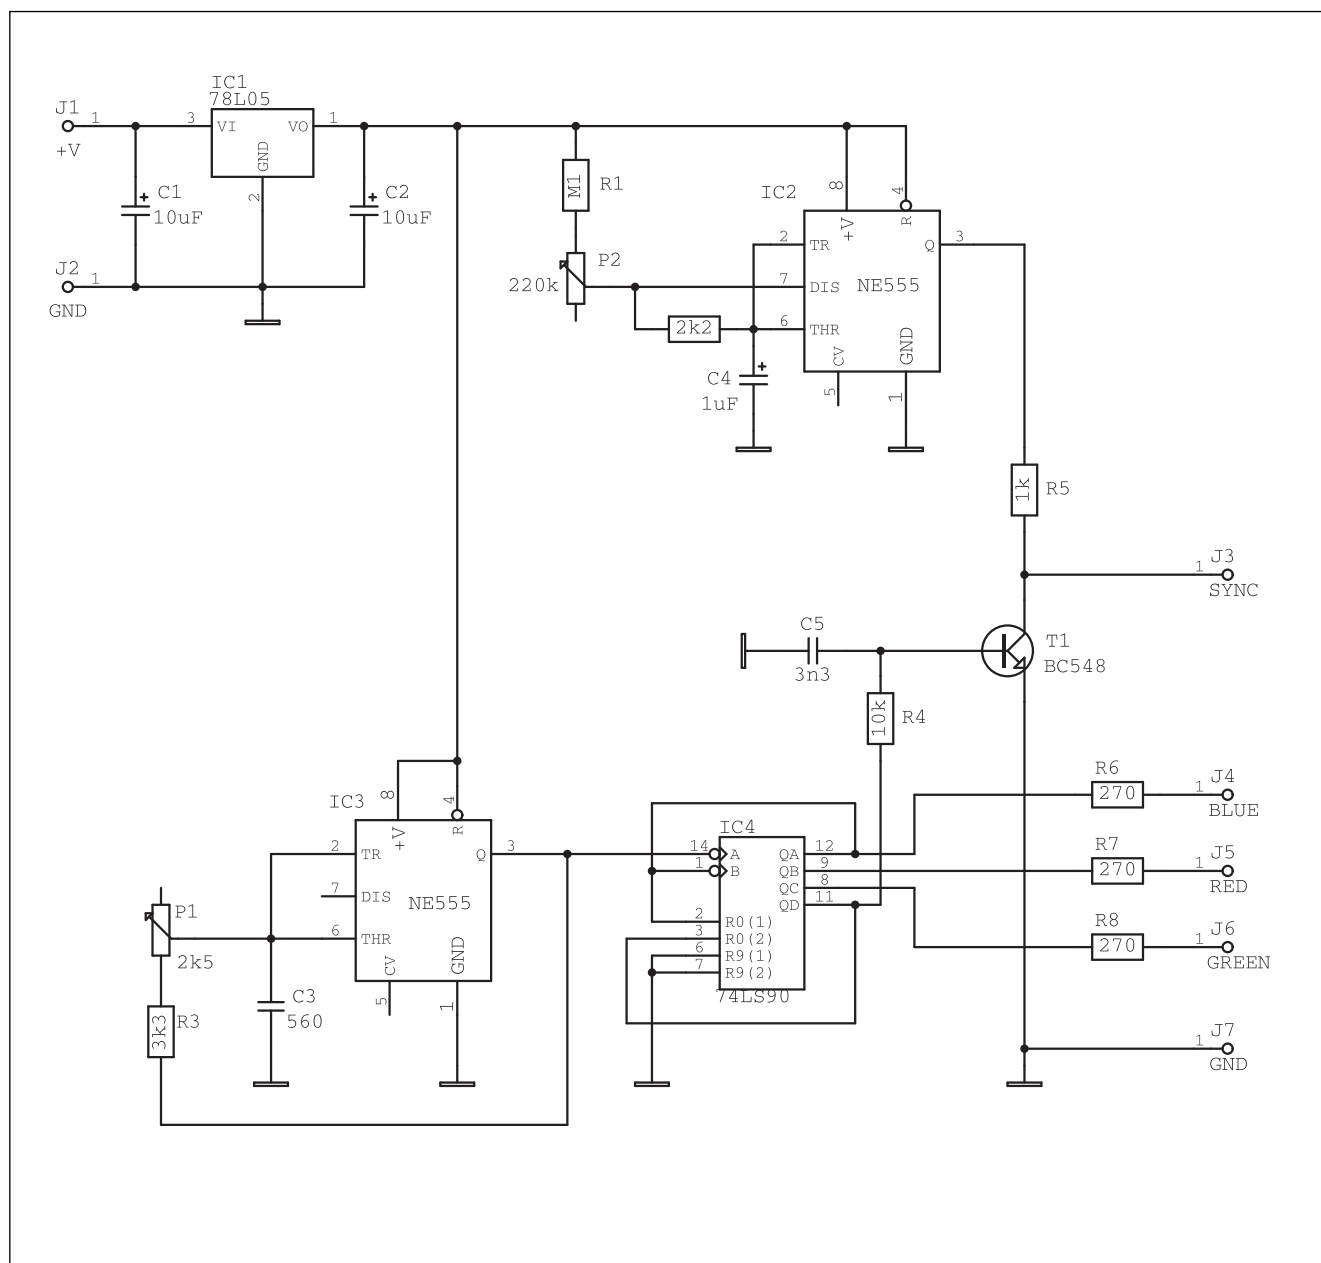 IC1
78L05
J1
1
3
VI
VO
1
+V
GND
2
C1
+
10uF
C2
+
10uF
J2
1
GND
M1
R1
P2
220k
2k2
C4
+
1uF
IC2
8
4
+V
R
2
TR
Q
3
7
DIS
NE555
6
THR
CV
GND
5
1
1k
R5
J3
1
SYNC
C5
3n3
T1
BC548
10k
R4
IC3
8
4
+V
R
2
TR
Q
3
7
DIS
NE555
6
THR
CV
GND
5
1
P1
2k5
3k3
R3
C3
560
IC4
14
A
QA
12
1
B
QB
9
QC
8
QD
11
2
R0(1)
3
R0(2)
6
R9(1)
7
R9(2)
74LS90
R6
270
J4
1
BLUE
R7
270
J5
1
RED
R8
270
J6
1
GREEN
J7
1
GND